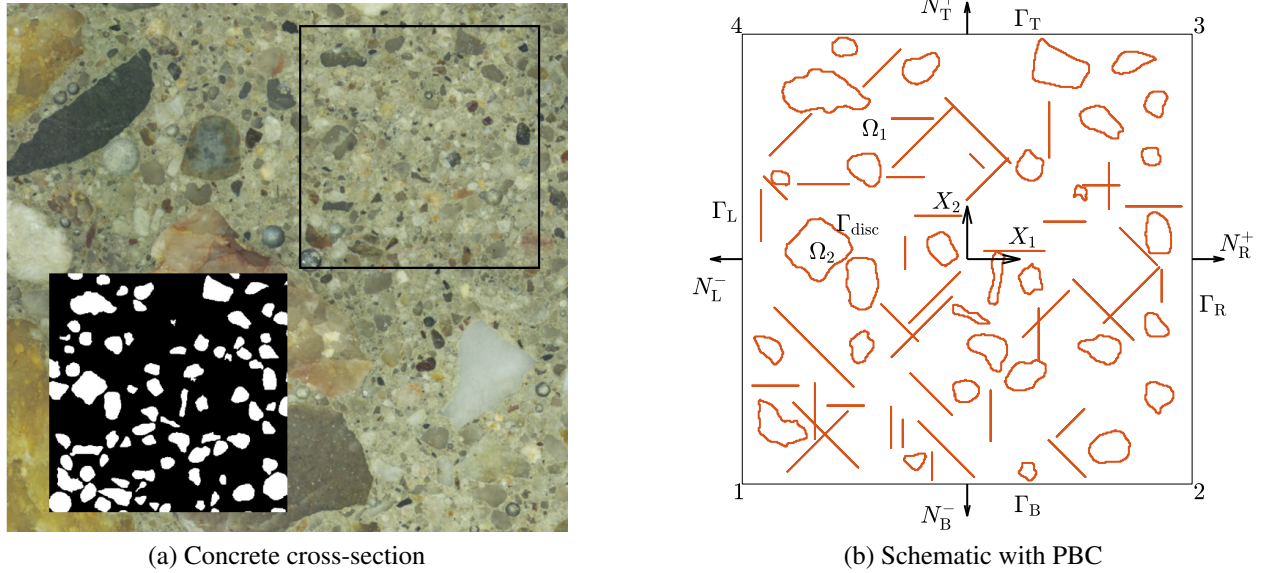 4
N_T^+
Γ_T
3
Ω_1
Γ_L
X_2
Γ_disc
Ω_2
X_1
N_R^+
N_L^-
Γ_R
1
N_B^-
Γ_B
2
(a) Concrete cross-section
(b) Schematic with PBC